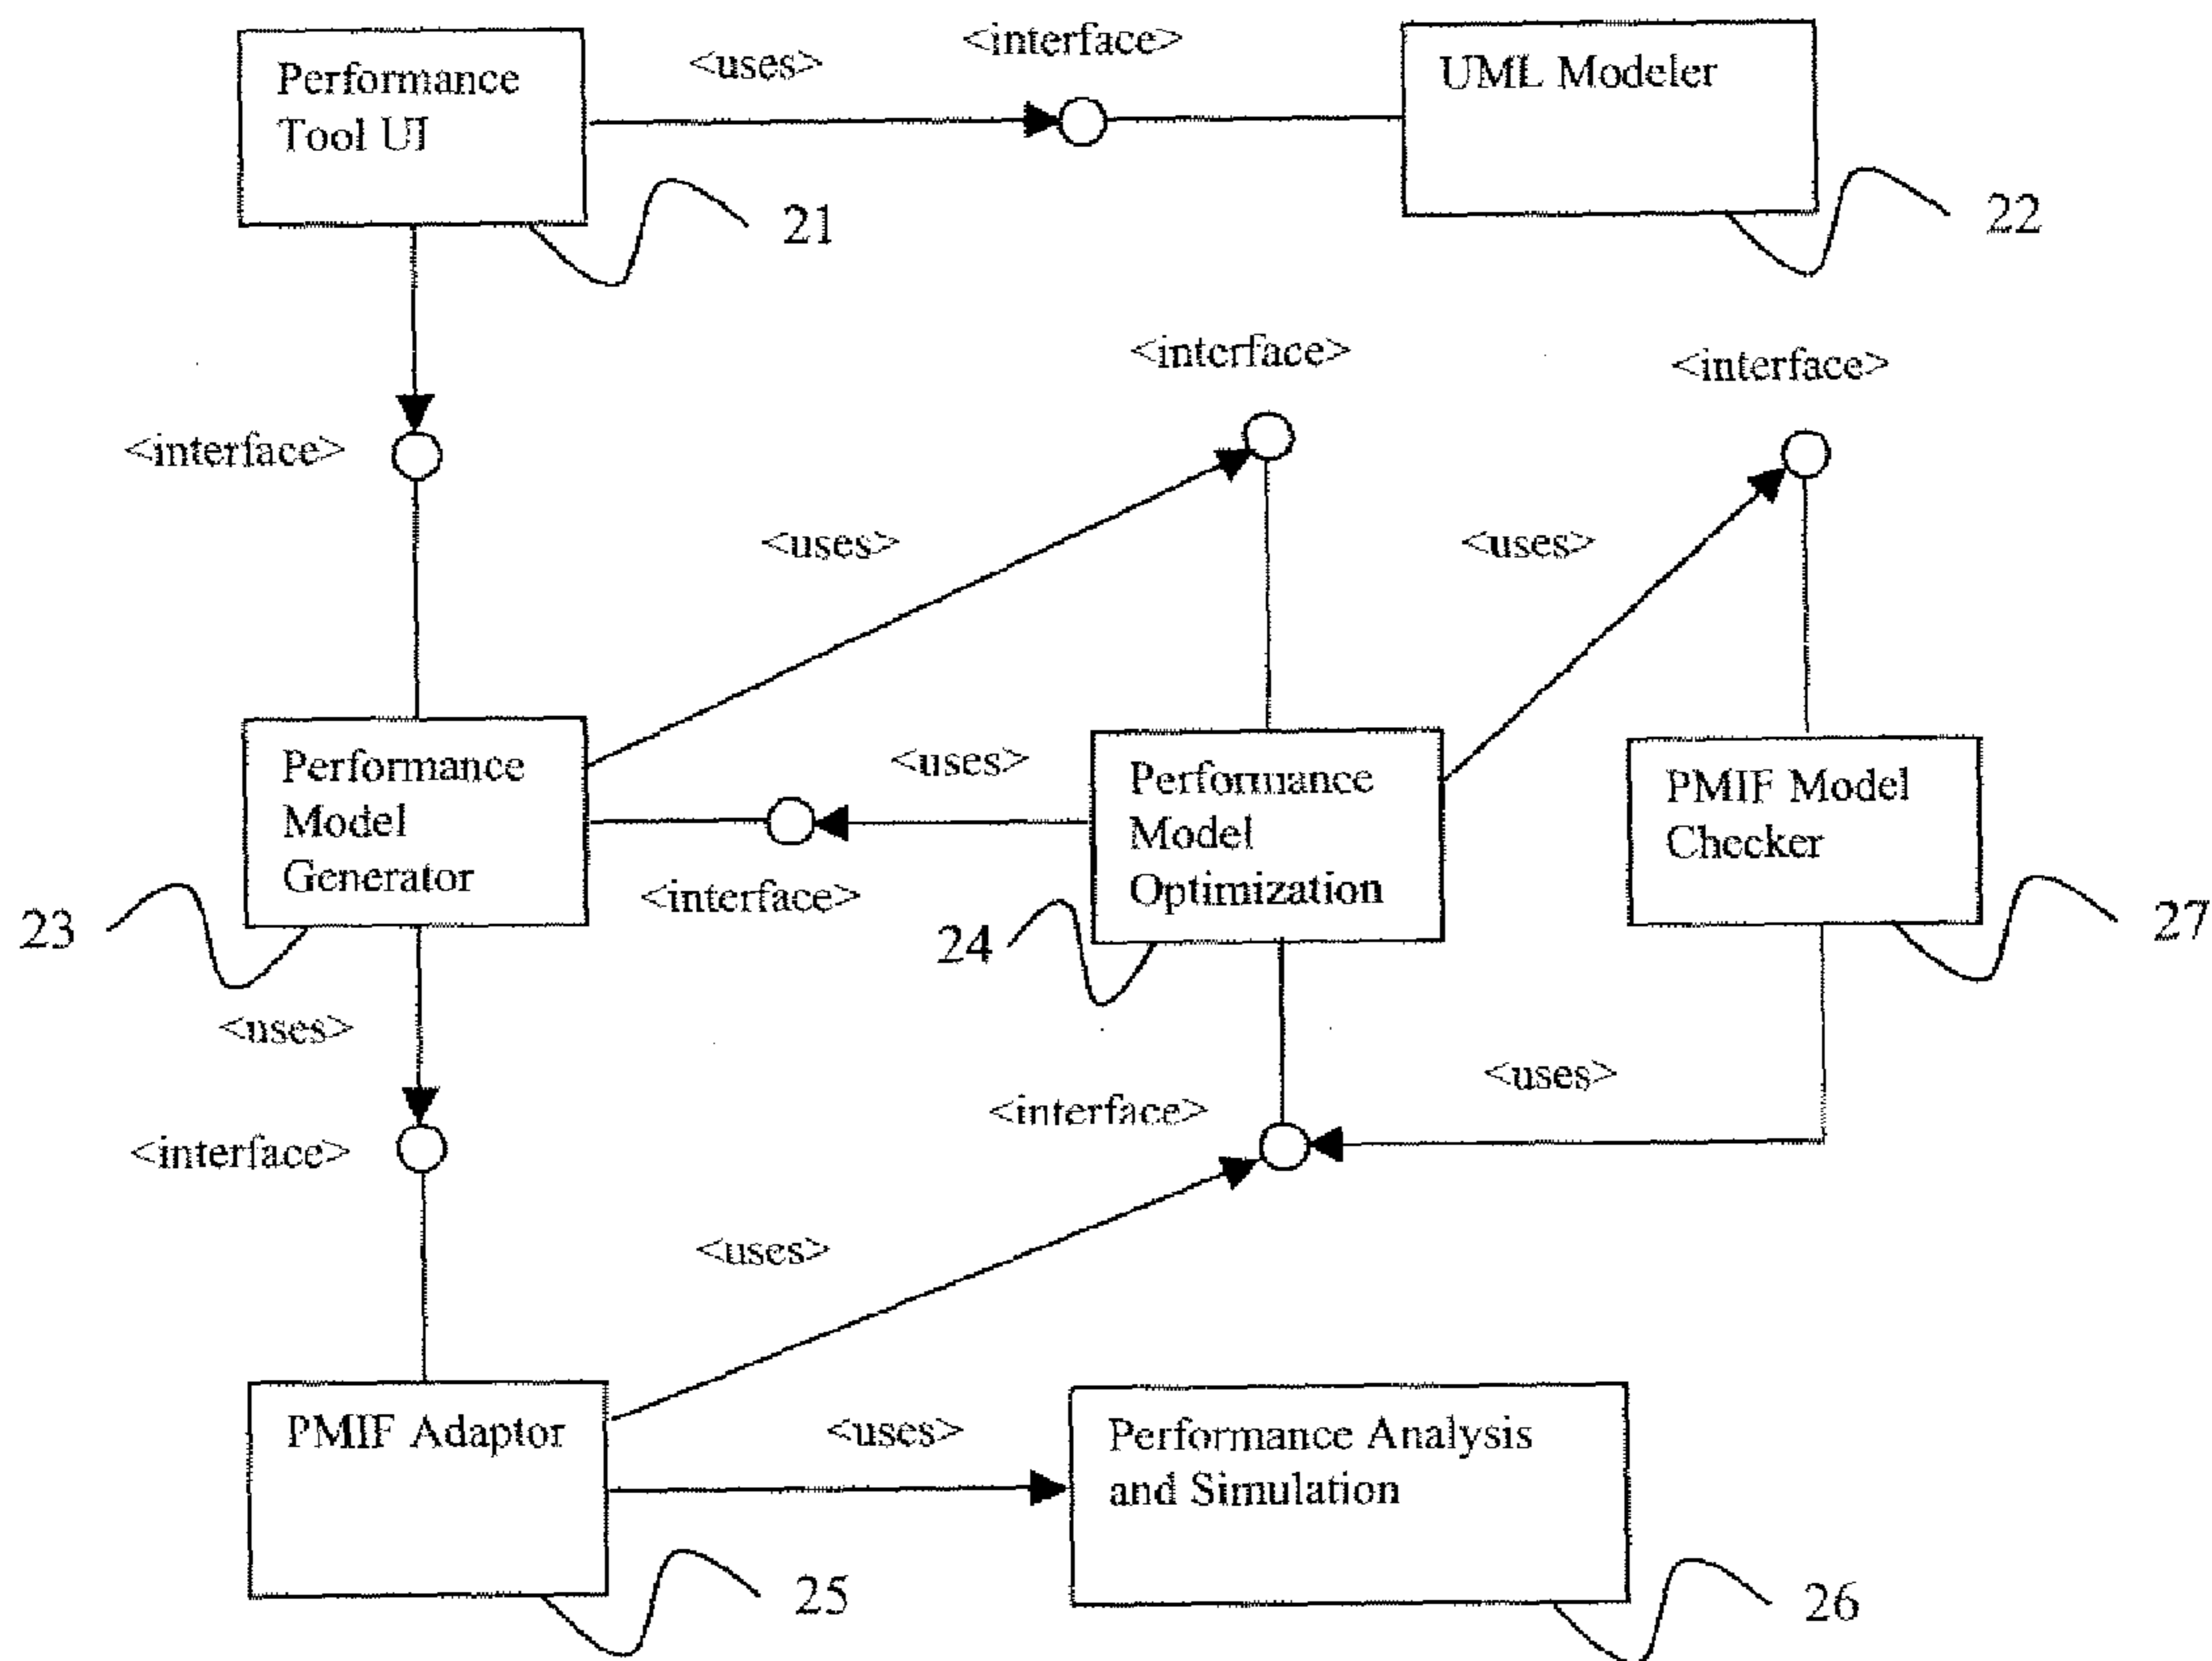 Performance
Tool UI
<uses>
<interface>
UML Modeler
21
22
<interface>
<interface>
<interface>
<uses>
<uses>
Performance
Model
Generator
<uses>
<interface>
Performance
Model
Optimization
PMIF Model
Checker
23
24
27
<uses>
<interface>
<interface>
<uses>
<uses>
PMIF Adaptor
<uses>
Performance Analysis
and Simulation
25
26